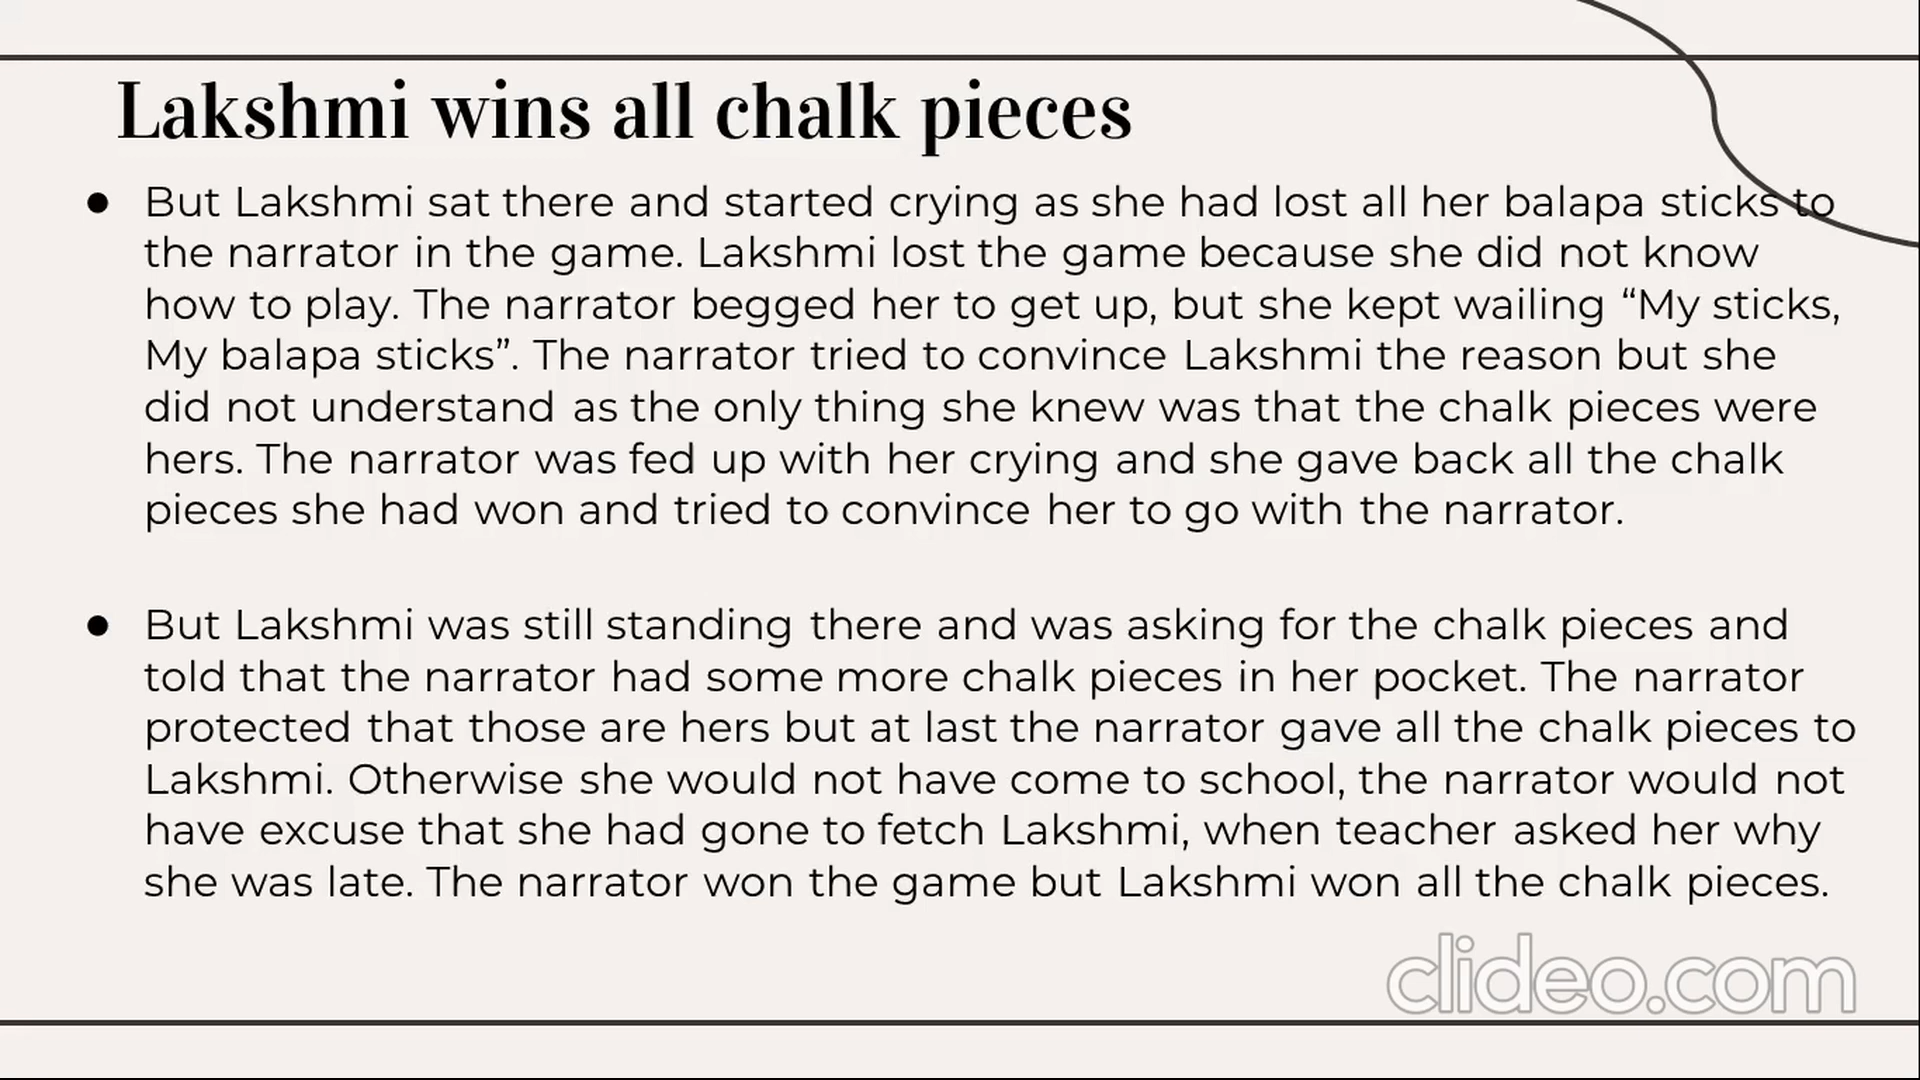 Lakshmi wins all chalk pieces
● But Lakshmi sat there and started crying as she had lost all her balapa sticks to
the narrator in the game. Lakshmi lost the game because she did not know
how to play. The narrator begged her to get up, but she kept wailing “My sticks,
My balapa sticks”. The narrator tried to convince Lakshmi the reason but she
did not understand as the only thing she knew was that the chalk pieces were
hers. The narrator was fed up with her crying and she gave back all the chalk
pieces she had won and tried to convince her to go with the narrator.
● But Lakshmi was still standing there and was asking for the chalk pieces and
told that the narrator had some more chalk pieces in her pocket. The narrator
protected that those are hers but at last the narrator gave all the chalk pieces to
Lakshmi. Otherwise she would not have come to school, the narrator would not
have excuse that she had gone to fetch Lakshmi, when teacher asked her why
she was late. The narrator won the game but Lakshmi won all the chalk pieces.
clideo.com